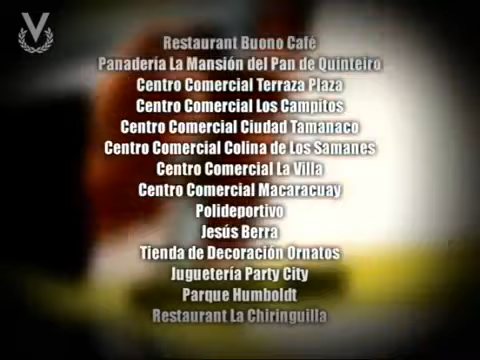 V
Restaurant Buono Café
Panadería La Mansión del Pan de Quinteiro
Centro Comercial Terraza Plaza
Centro Comercial Los Campitos
Centro Comercial Ciudad Tamanaco
Centro Comercial Colina de Los Samanes
Centro Comercial La Villa
Centro Comercial Macaracuay
Polideportivo
Jesús Berra
Tienda de Decoración Ornatos
Juguetería Party City
Parque Humboldt
Restaurant La Chiringuilla